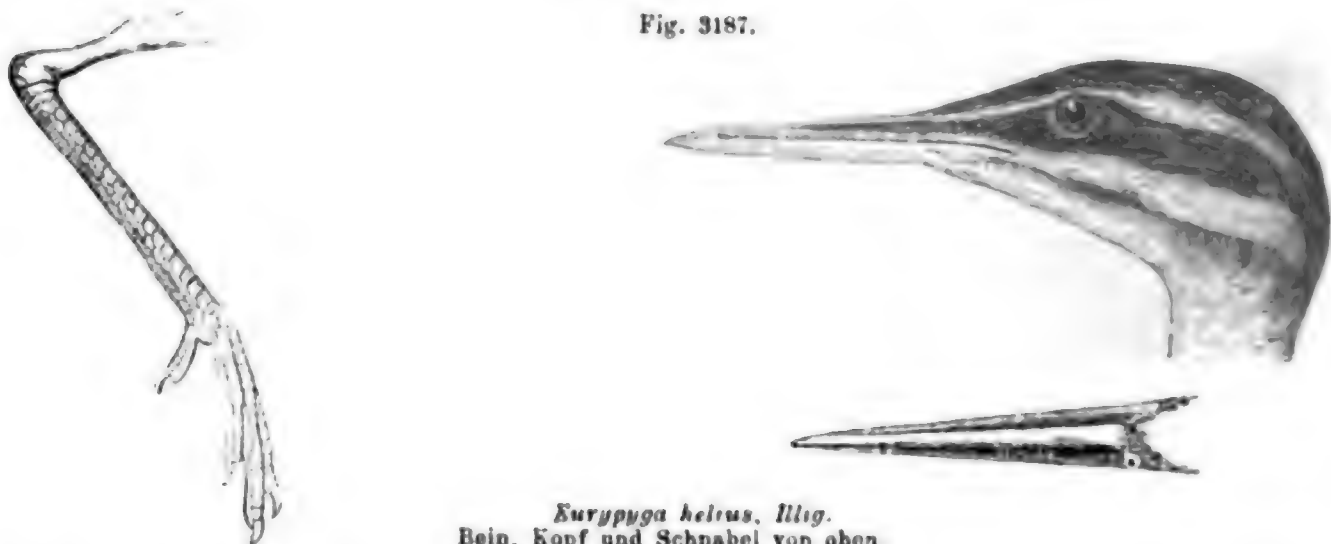 Fig. 3187.
Eurypyga helius, Illig.
Bein, Kopf und Schnabel von oben.